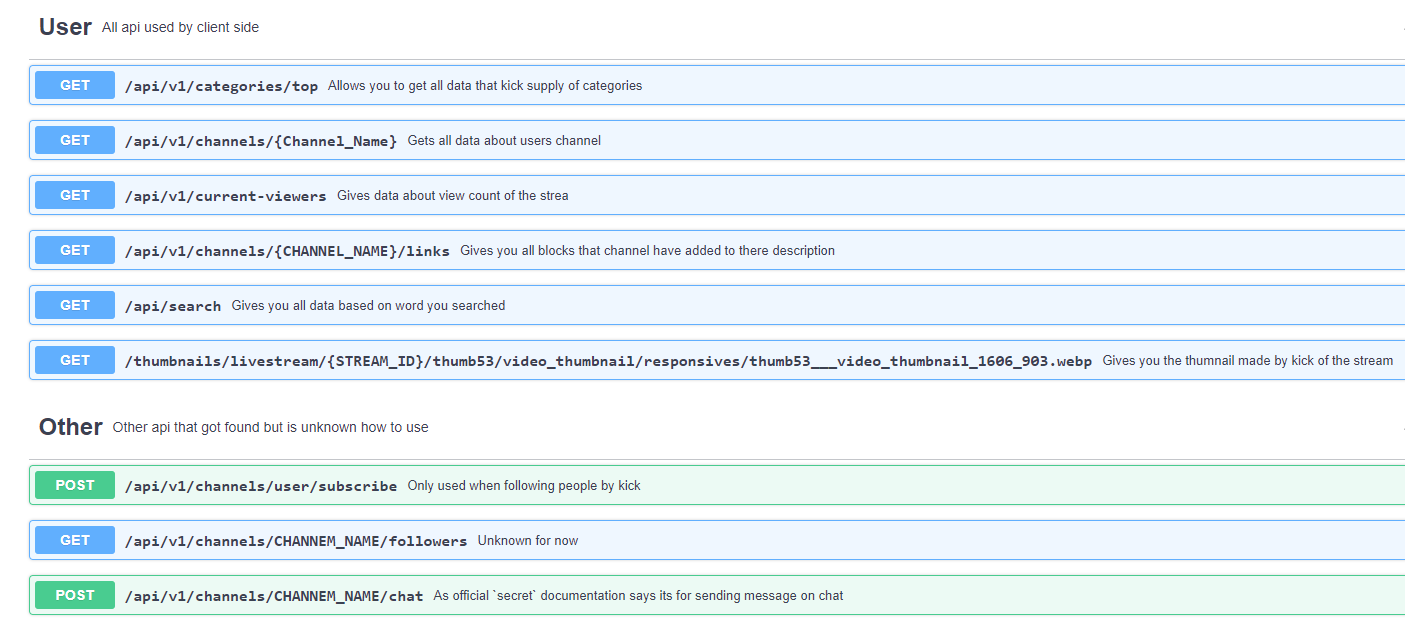 User All api used by client side
GET /api/v1/categories/top Allows you to get all data that kick supply of categories
GET /api/v1/channels/{Channel_Name} Gets all data about users channel
GET /api/v1/current-viewers Gives data about view count of the strea
GET /api/v1/channels/{CHANNEL_NAME}/links Gives you all blocks that channel have added to there description
GET /api/search Gives you all data based on word you searched
GET /thumbnails/livestream/{STREAM_ID}/thumb53/video_thumbnail/responsives/thumb53___video_thumbnail_1606_903.webp Gives you the thumnail made by kick of the stream
Other Other api that got found but is unknown how to use
POST /api/v1/channels/user/subscribe Only used when following people by kick
GET /api/v1/channels/CHANNEM_NAME/followers Unknown for now
POST /api/v1/channels/CHANNEM_NAME/chat As official `secret` documentation says its for sending message on chat